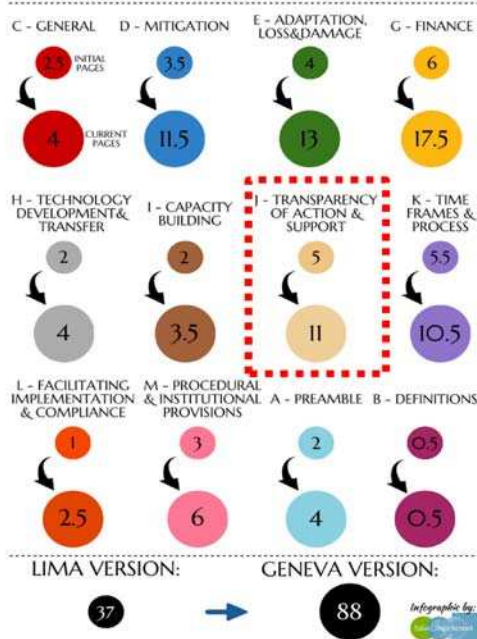 C - GENERAL
D - MITIGATION
E - ADAPTATION,
LOSS&DAMAGE
G - FINANCE
2.5
INITIAL
PAGES
3.5
4
6
4
CURRENT
PAGES
11.5
13
17.5
H - TECHNOLOGY
DEVELOPMENT&
TRANSFER
I - CAPACITY
BUILDING
J - TRANSPARENCY
OF ACTION &
SUPPORT
K - TIME
FRAMES &
PROCESS
2
2
5
5.5
4
3.5
11
10.5
L - FACILITATING
IMPLEMENTATION
& COMPLIANCE
M - PROCEDURAL
& INSTITUTIONAL
PROVISIONS
A - PREAMBLE
B - DEFINITIONS
1
3
2
0.5
2.5
6
4
0.5
LIMA VERSION:
GENEVA VERSION:
37
88
Infographic by: